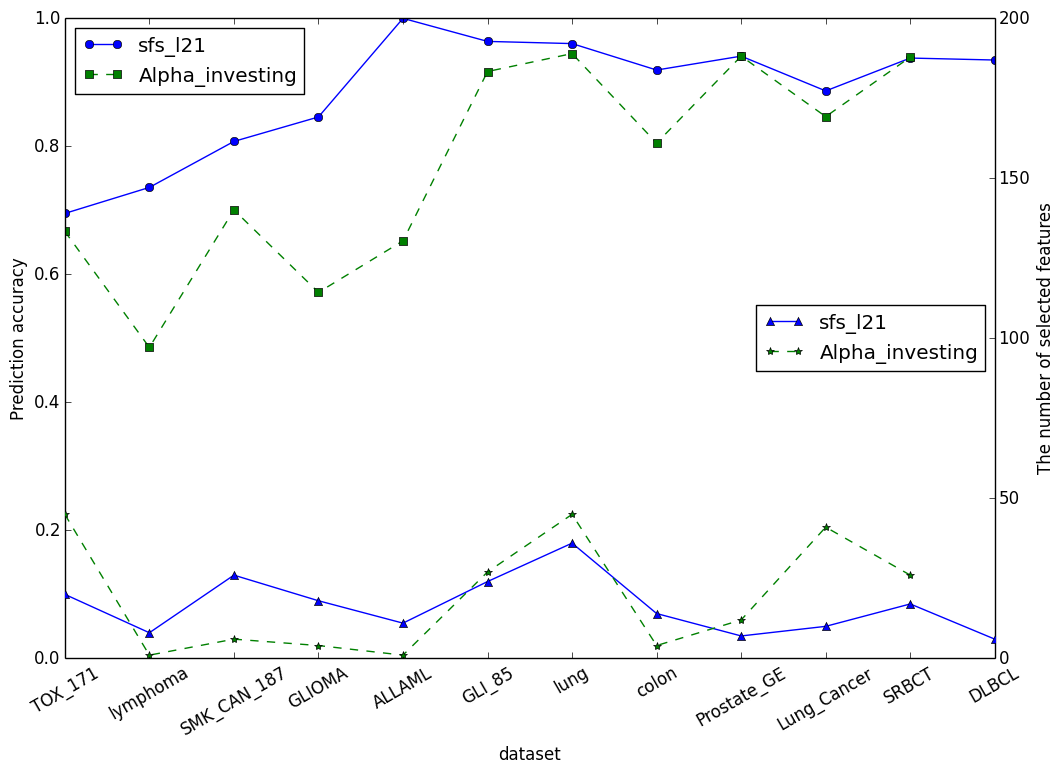 1.0
0.8
0.6
0.4
0.2
0.0
Prediction accuracy
sfs_l21
Alpha_investing
200
150
100
50
0
The number of selected features
sfs_l21
Alpha_investing
TOX_171
lymphoma
SMK_CAN_187
GLIOMA
ALLAML
GLI_85
lung
colon
Prostate_GE
Lung_Cancer
SRBCT
DLBCL
dataset